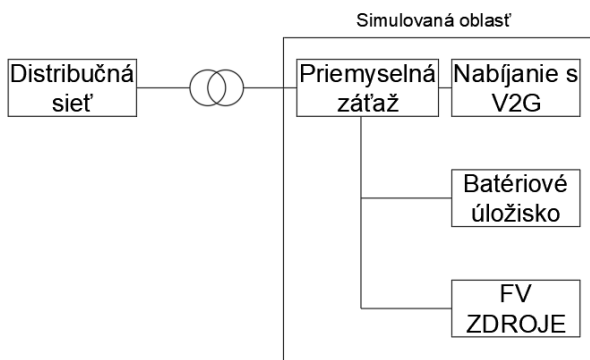 Simulovaná oblasť
Distribučná
sieť
Priemyselná
záťaž
Nabíjanie s
V2G
Batériové
úložisko
FV
ZDROJE